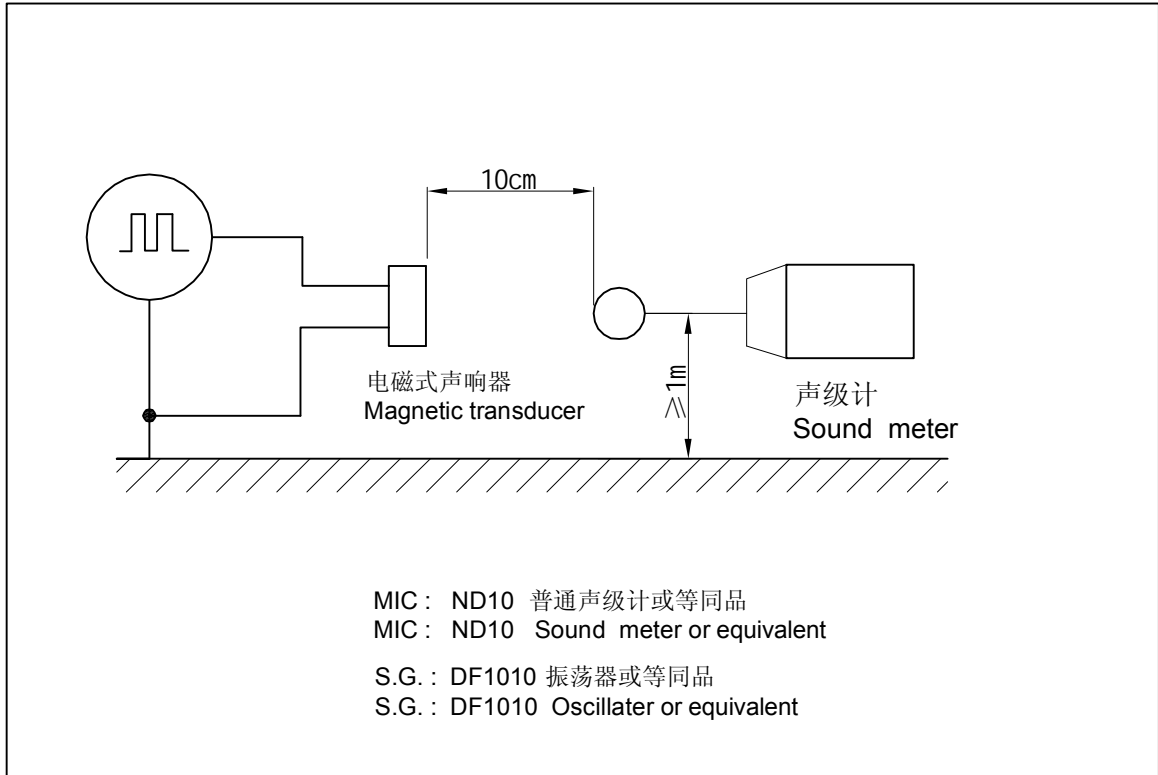 10cm
≥1m
电磁式声响器
Magnetic transducer
声级计
Sound meter
MIC : ND10 普通声级计或等同品
MIC : ND10 Sound meter or equivalent
S.G. : DF1010 振荡器或等同品
S.G. : DF1010 Oscillater or equivalent